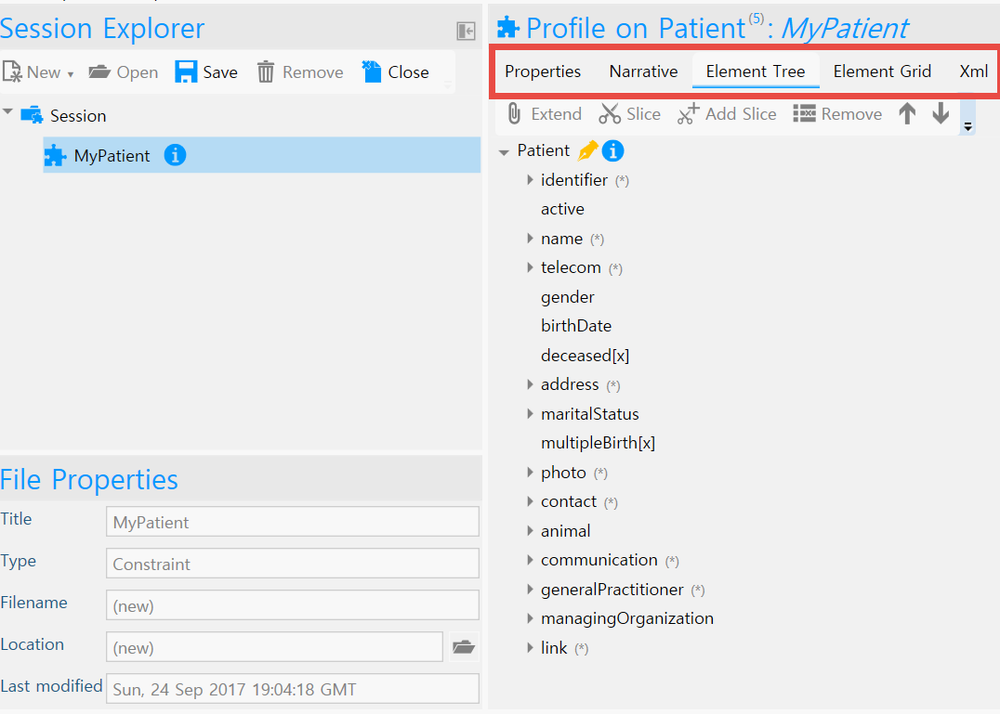 Session Explorer
New Open Save Remove Close
Session
MyPatient
File Properties
Title MyPatient
Type Constraint
Filename (new)
Location (new)
Last modified Sun, 24 Sep 2017 19:04:18 GMT
Profile on Patient (5) : MyPatient
Properties Narrative Element Tree Element Grid Xml
Extend Slice Add Slice Remove
Patient
identifier (*)
active
name (*)
telecom (*)
gender
birthDate
deceased[x]
address (*)
maritalStatus
multipleBirth[x]
photo (*)
contact (*)
animal
communication (*)
generalPractitioner (*)
managingOrganization
link (*)